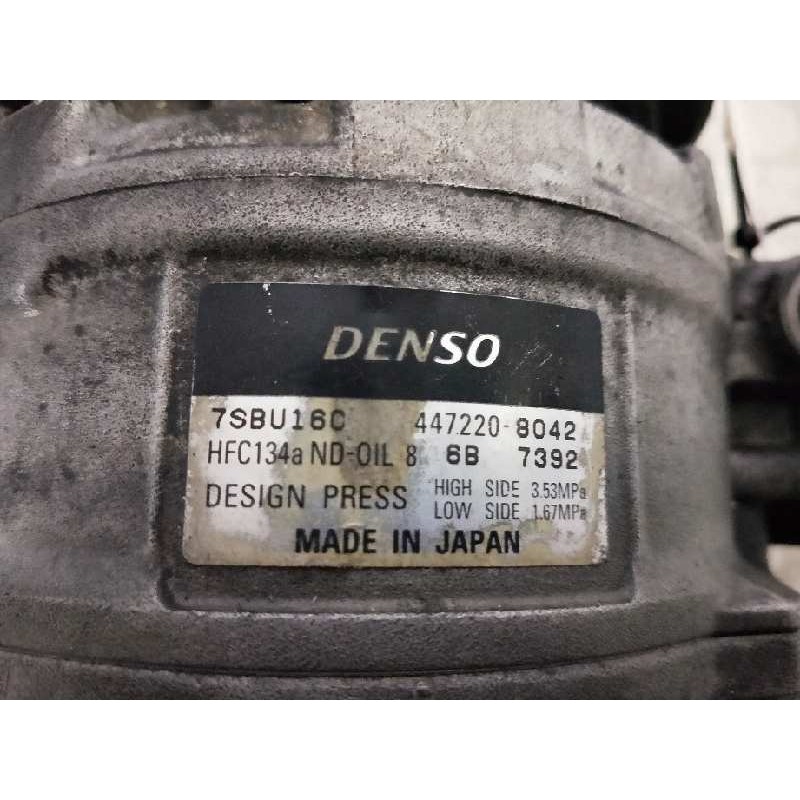 DENSO
7SBU16C 447220-8042
HFC134a ND-OIL 8 6B 7392
DESIGN PRESS HIGH SIDE 3.53MPa
LOW SIDE 1.67MPa
MADE IN JAPAN